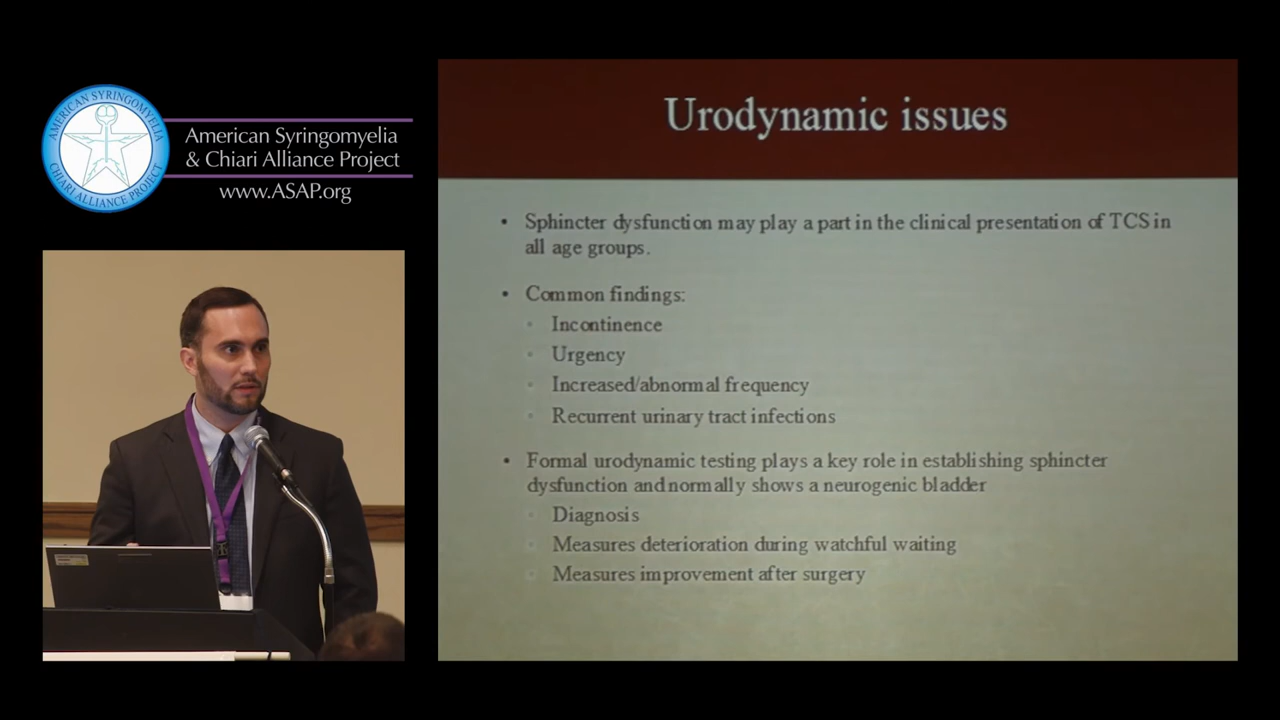 AMERICAN SYRINGOMYELIA
CHIARI ALLIANCE PROJECT
American Syringomyelia
& Chiari Alliance Project
www.ASAP.org
Urodynamic issues
• Sphincter dysfunction may play a part in the clinical presentation of TCS in
all age groups.
• Common findings:
Incontinence
Urgency
Increased/abnormal frequency
Recurrent urinary tract infections
• Formal urodynamic testing plays a key role in establishing sphincter
dysfunction and normally shows a neurogenic bladder
Diagnosis
Measures deterioration during watchful waiting
Measures improvement after surgery